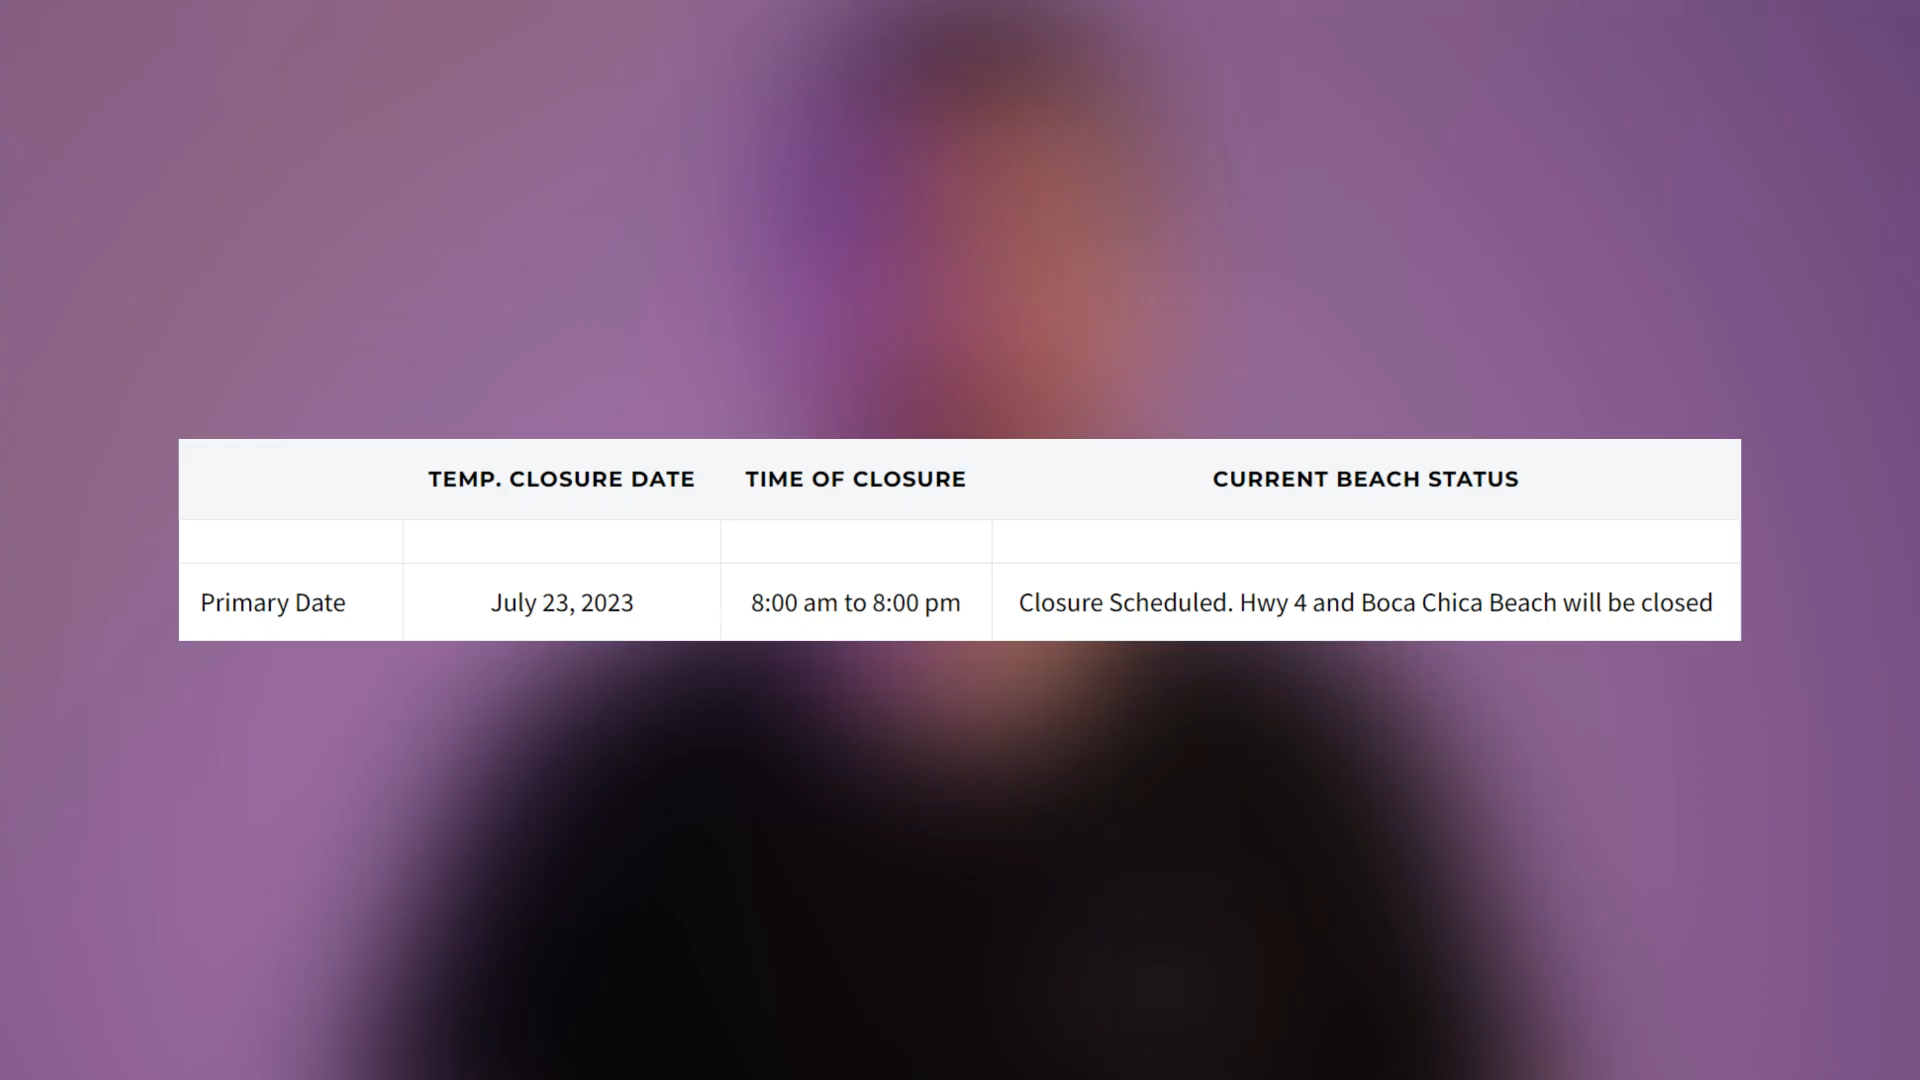 TEMP. CLOSURE DATE TIME OF CLOSURE CURRENT BEACH STATUS
Primary Date July 23, 2023 8:00 am to 8:00 pm Closure Scheduled. Hwy 4 and Boca Chica Beach will be closed